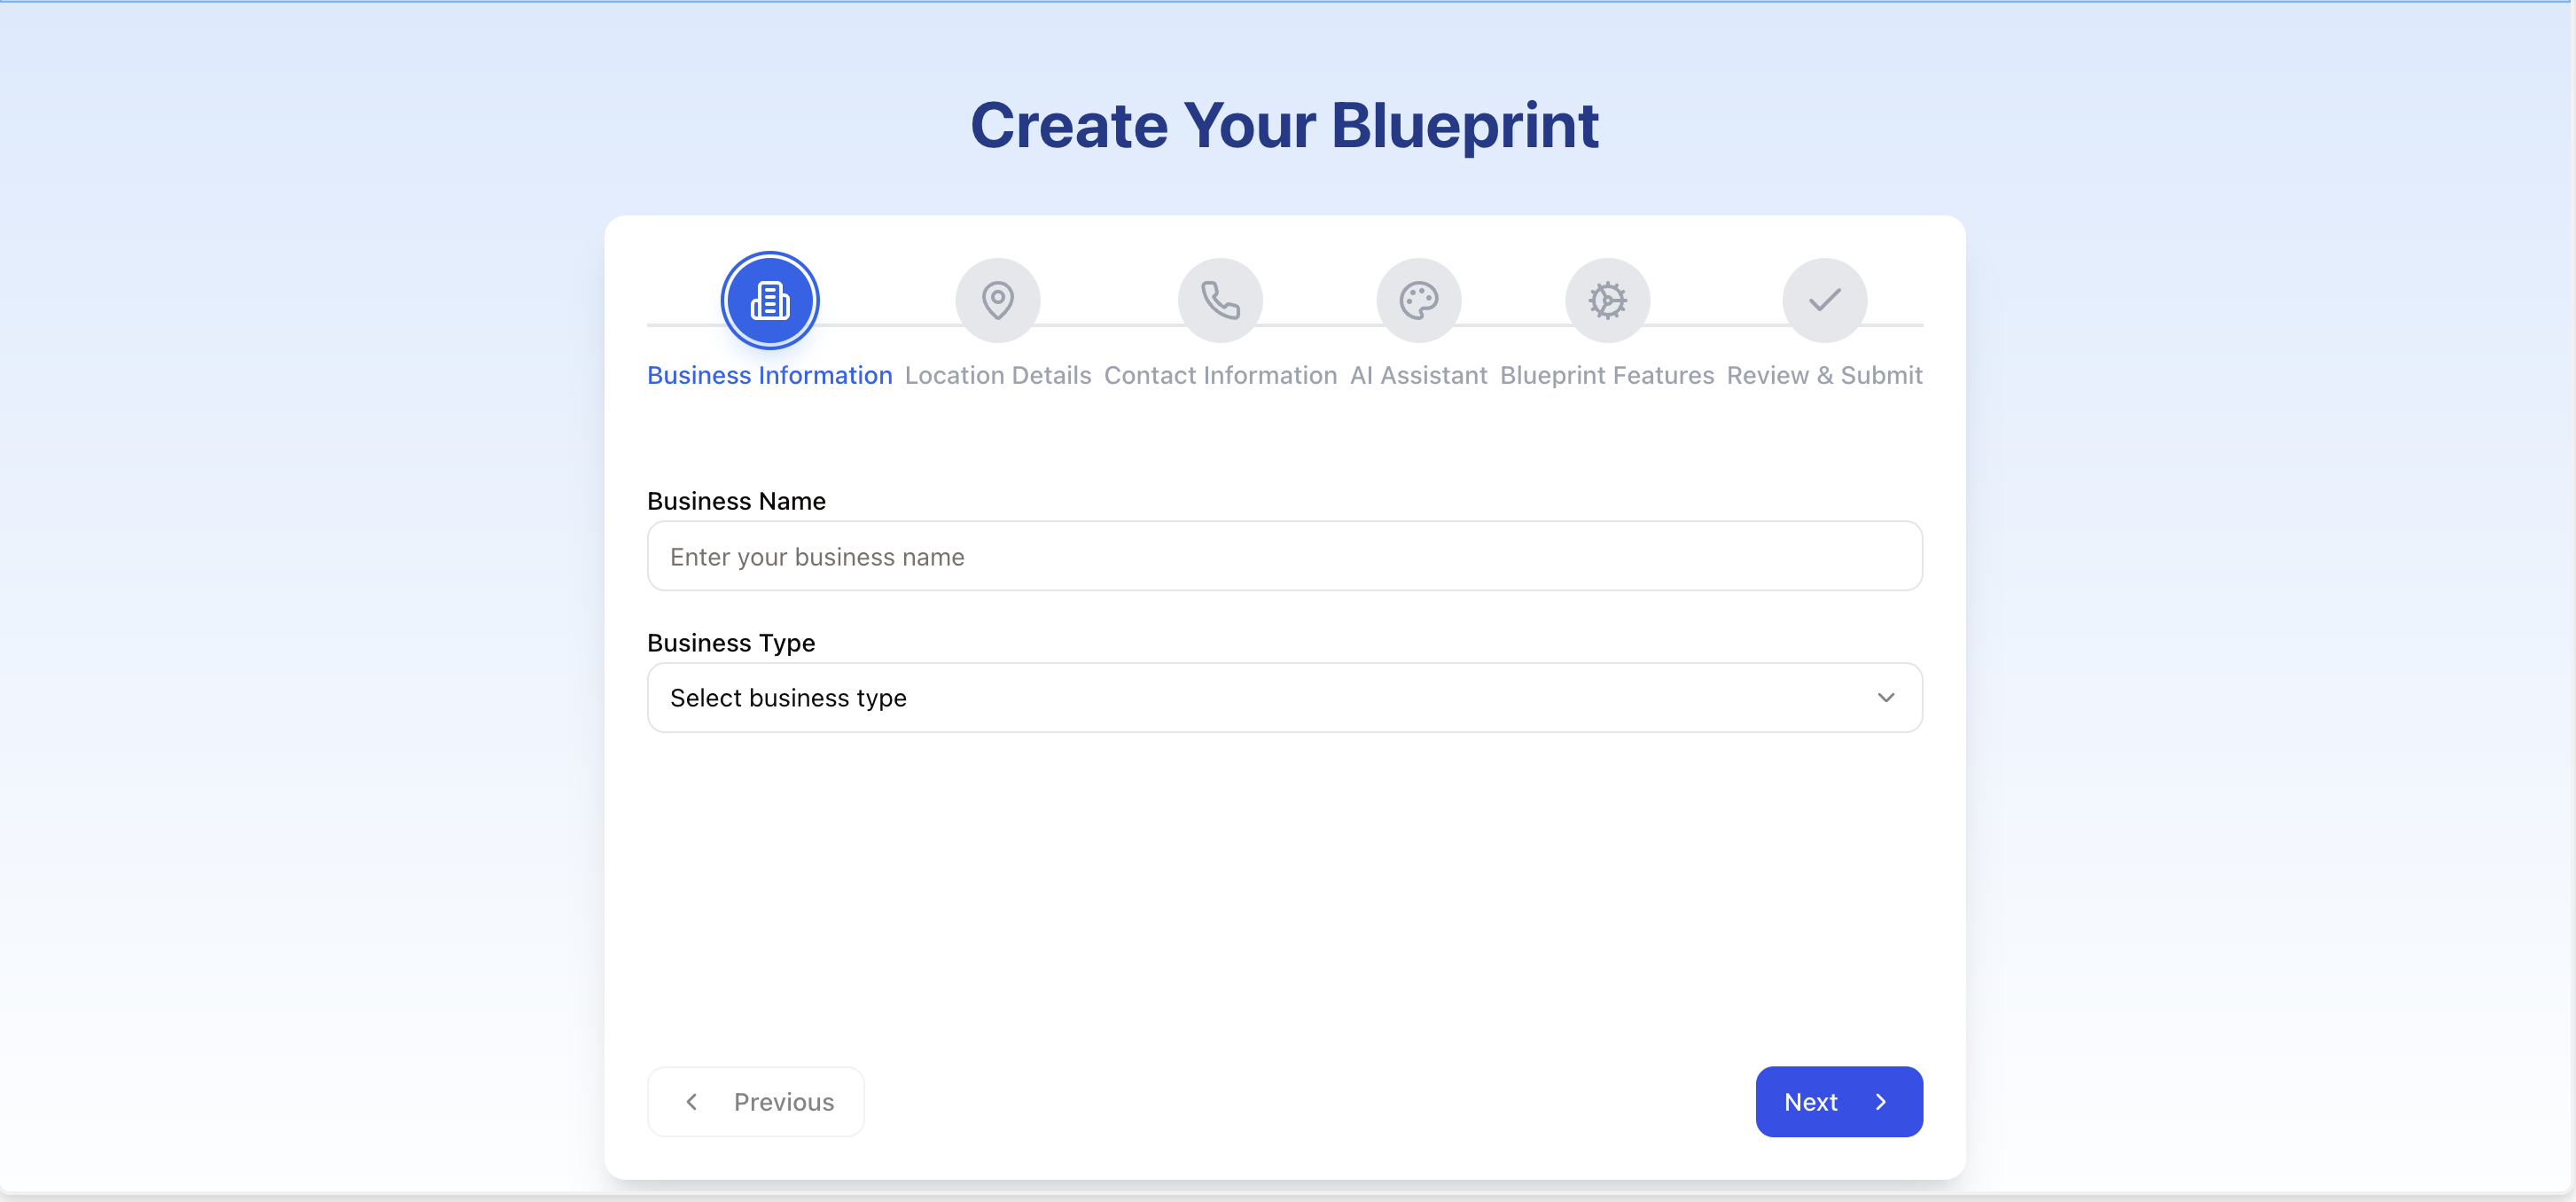 Create Your Blueprint
Business Information Location Details Contact Information AI Assistant Blueprint Features Review & Submit
Business Name
Enter your business name
Business Type
Select business type
Previous Next